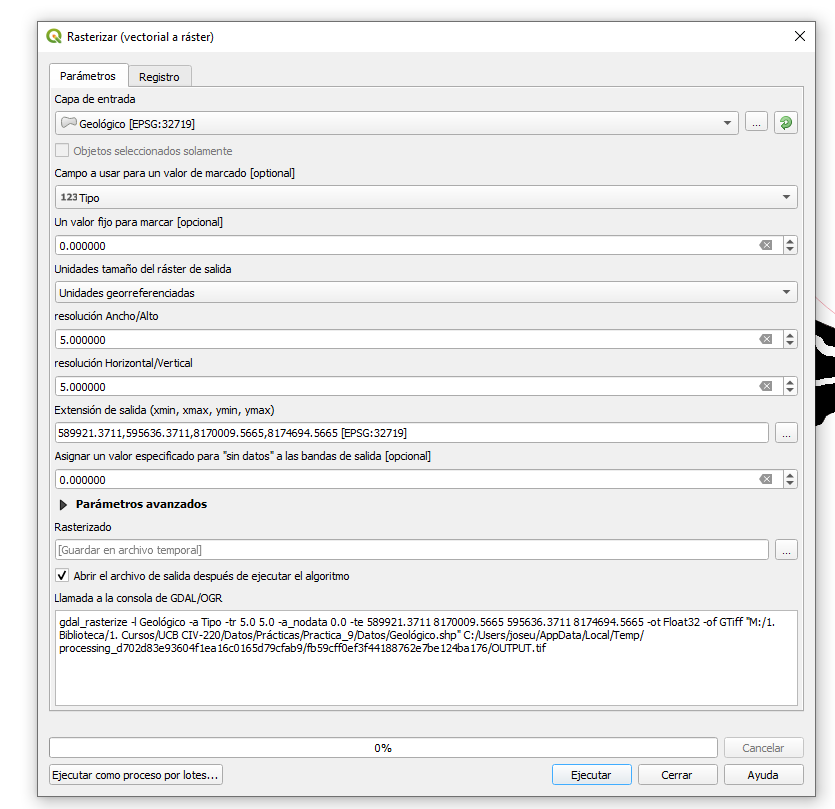 Rasterizar (vectorial a ráster)
Parámetros
Registro
Capa de entrada
Geológico [EPSG:32719]
...
Objetos seleccionados solamente
Campo a usar para un valor de marcado [optional]
123 Tipo
Un valor fijo para marcar [opcional]
0.000000
Unidades tamaño del ráster de salida
Unidades georreferenciadas
resolución Ancho/Alto
5.000000
resolución Horizontal/Vertical
5.000000
Extensión de salida (xmin, xmax, ymin, ymax)
589921.3711,595636.3711,8170009.5665,8174694.5665 [EPSG:32719]
...
Asignar un valor especificado para "sin datos" a las bandas de salida [opcional]
0.000000
Parámetros avanzados
Rasterizado
[Guardar en archivo temporal]
...
Abrir el archivo de salida después de ejecutar el algoritmo
Llamada a la consola de GDAL/OGR
gdal_rasterize -l Geológico -a Tipo -tr 5.0 5.0 -a_nodata 0.0 -te 589921.3711 8170009.5665 595636.3711 8174694.5665 -ot Float32 -of GTiff "M:/1.
Biblioteca/1. Cursos/UCB CIV-220/Datos/Prácticas/Practica_9/Datos/Geológico.shp" C:/Users/joseu/AppData/Local/Temp/
processing_d702d83e93604f1ea16c0165d79cfab9/fb59cff0ef3f44188762e7be124ba176/OUTPUT.tif
0%
Cancelar
Ejecutar como proceso por lotes...
Ejecutar
Cerrar
Ayuda